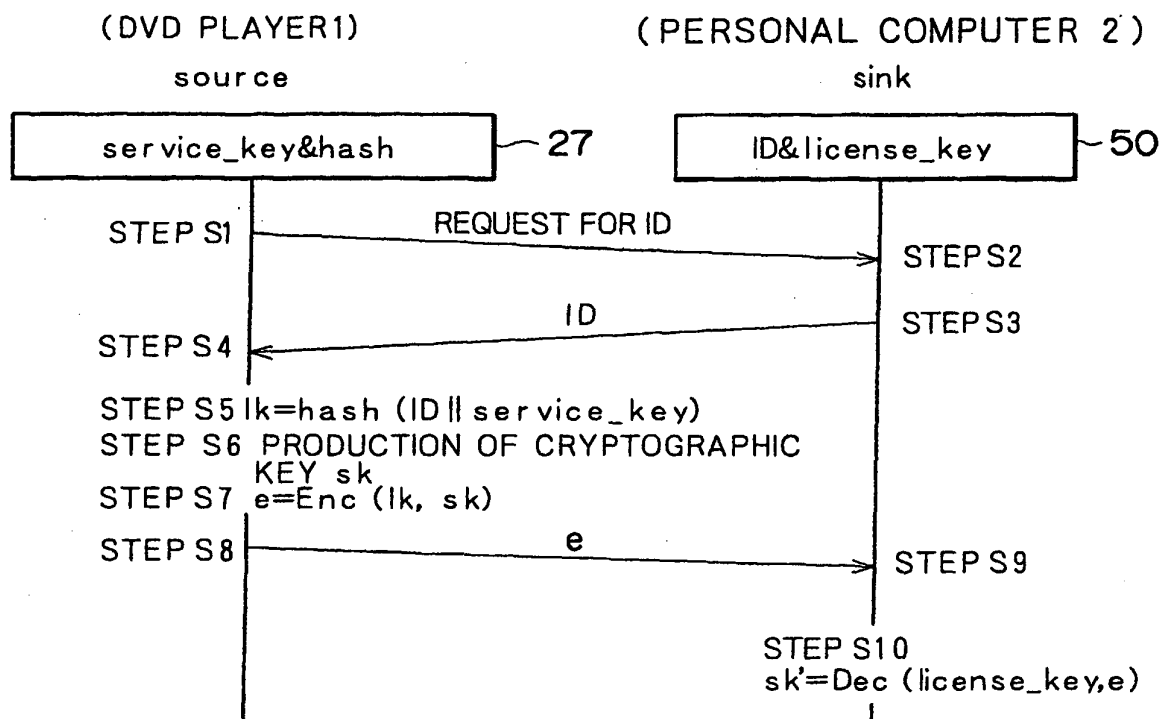 (DVD PLAYER1)
(PERSONAL COMPUTER 2)
source
sink
service_key&hash
27
ID&license_key
50
STEP S1
REQUEST FOR ID
STEP S2
ID
STEP S3
STEP S4
STEP S5 lk=hash (ID || service_key)
STEP S6 PRODUCTION OF CRYPTOGRAPHIC
KEY sk
STEP S7 e=Enc (lk, sk)
STEP S8
e
STEP S9
STEP S10
sk'=Dec (license_key,e)